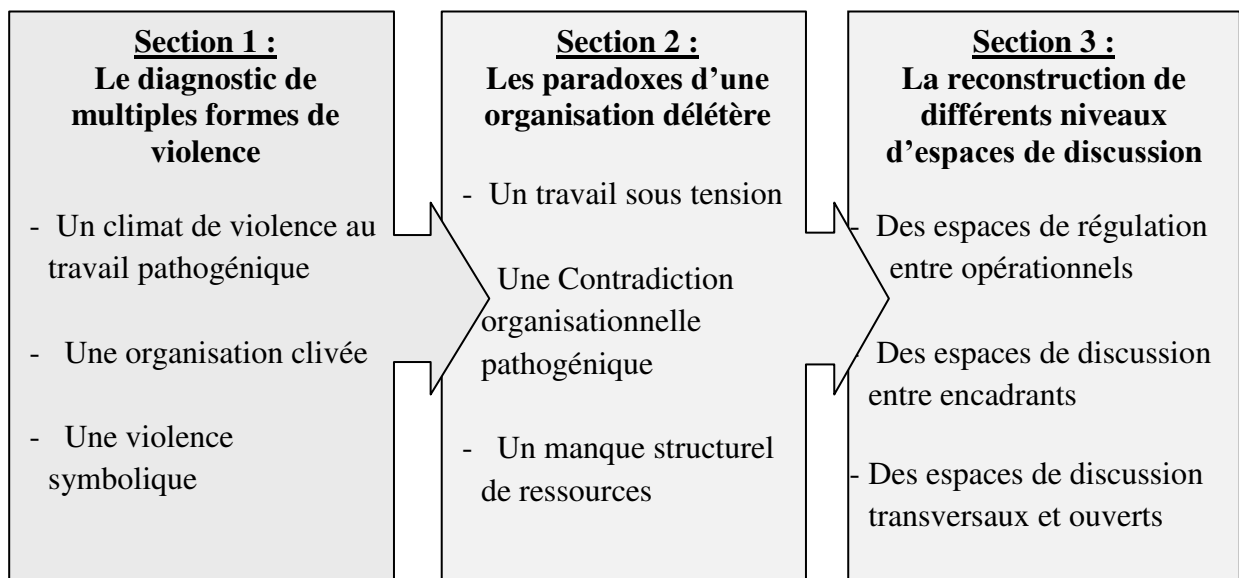 Section 1 :
Le diagnostic de
multiples formes de
violence
- Un climat de violence au
travail pathogénique
- Une organisation clivée
- Une violence
symbolique
Section 2 :
Les paradoxes d’une
organisation délétère
- Un travail sous tension
Une Contradiction
organisationnelle
pathogénique
- Un manque structurel
de ressources
Section 3 :
La reconstruction de
différents niveaux
d’espaces de discussion
- Des espaces de régulation
entre opérationnels
- Des espaces de discussion
entre encadrants
- Des espaces de discussion
transversaux et ouverts